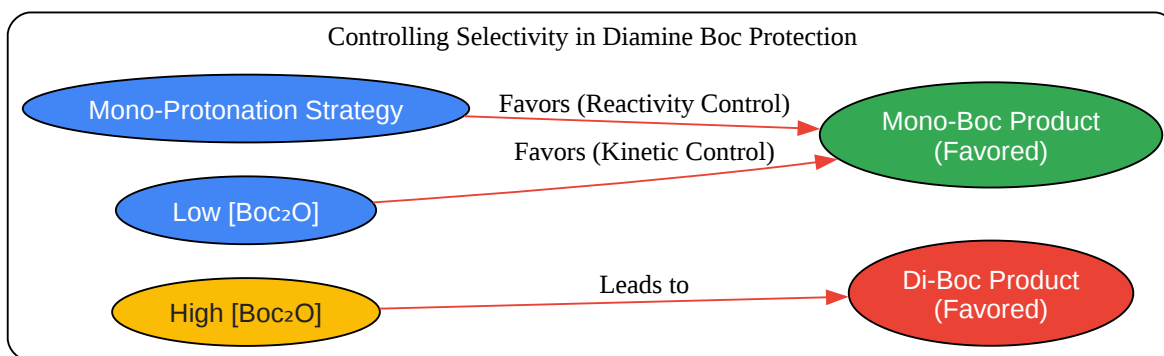 Controlling Selectivity in Diamine Boc Protection
Mono-Protonation Strategy
Favors (Reactivity Control)
Mono-Boc Product
(Favored)
Favors (Kinetic Control)
Low [Boc₂O]
High [Boc₂O]
Leads to
Di-Boc Product
(Favored)